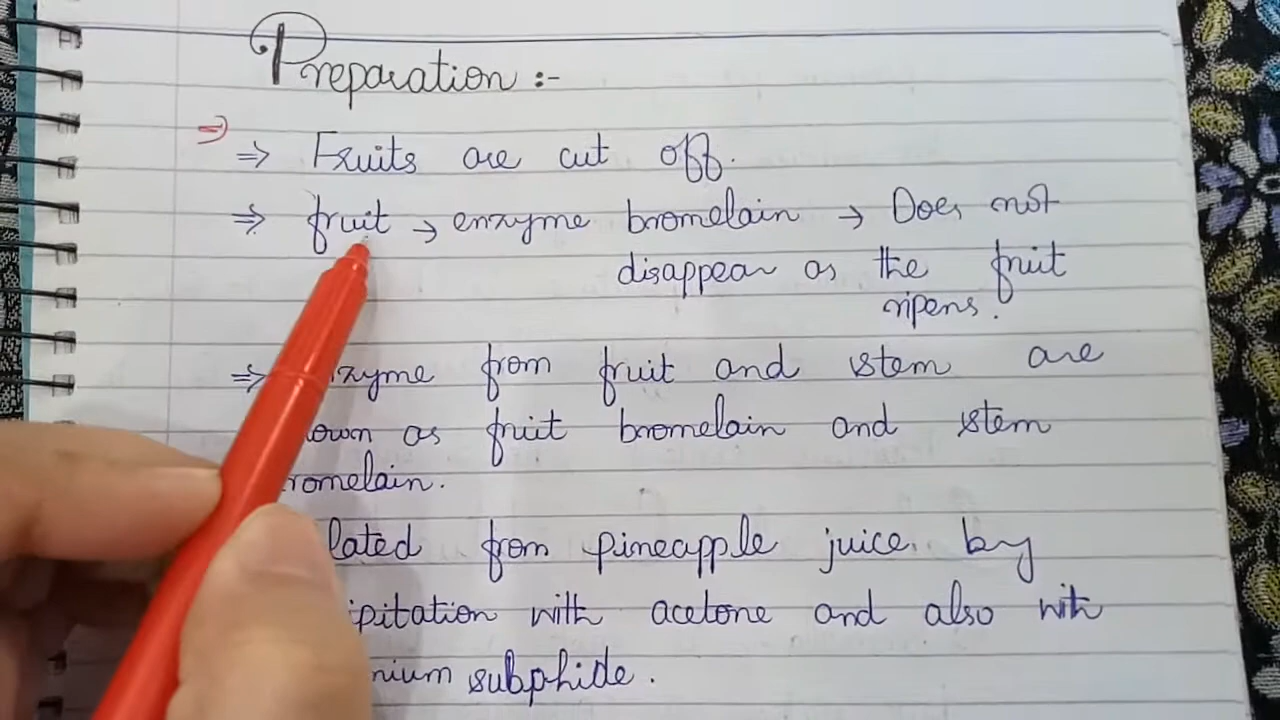 Preparation :-
⇒ Fruits are cut off.
⇒ fruit → enzyme bromelain → Does not
disappear as the fruit
ripens.
⇒ nzyme from fruit and stem are
own as fruit bromelain and stem
romelain.
lated from pineapple juice by
ipitation with acetone and also with
nium subphide.